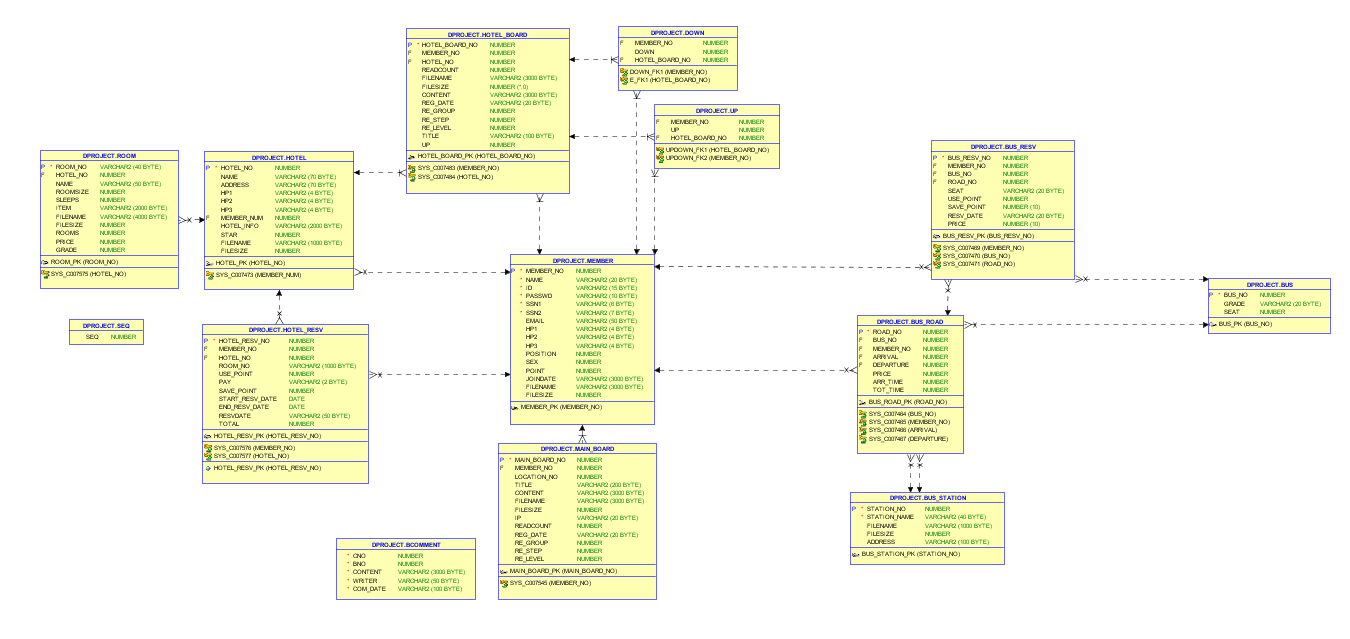 DPROJECT.HOTEL_BOARD
P * HOTEL_BOARD_NO NUMBER
F MEMBER_NO NUMBER
F HOTEL_NO NUMBER
READCOUNT NUMBER
FILENAME VARCHAR2 (3000 BYTE)
FILESIZE NUMBER (*,0)
CONTENT VARCHAR2 (3000 BYTE)
REG_DATE VARCHAR2 (20 BYTE)
RE_GROUP NUMBER
RE_STEP NUMBER
RE_LEVEL NUMBER
TITLE VARCHAR2 (100 BYTE)
UP NUMBER
HOTEL_BOARD_PK (HOTEL_BOARD_NO)
SYS_C007483 (MEMBER_NO)
SYS_C007484 (HOTEL_NO)
DPROJECT.DOWN
F MEMBER_NO NUMBER
DOWN NUMBER
F HOTEL_BOARD_NO NUMBER
DOWN_FK1 (MEMBER_NO)
E_FK1 (HOTEL_BOARD_NO)
DPROJECT.UP
F MEMBER_NO NUMBER
UP NUMBER
F HOTEL_BOARD_NO NUMBER
UPDOWN_FK1 (HOTEL_BOARD_NO)
UPDOWN_FK2 (MEMBER_NO)
DPROJECT.ROOM
P * ROOM_NO VARCHAR2 (40 BYTE)
F HOTEL_NO NUMBER
NAME VARCHAR2 (50 BYTE)
ROOMSIZE NUMBER
SLEEPS NUMBER
ITEM VARCHAR2 (2000 BYTE)
FILENAME VARCHAR2 (4000 BYTE)
FILESIZE NUMBER
ROOMS NUMBER
PRICE NUMBER
GRADE NUMBER
ROOM_PK (ROOM_NO)
SYS_C007575 (HOTEL_NO)
DPROJECT.HOTEL
P * HOTEL_NO NUMBER
NAME VARCHAR2 (70 BYTE)
ADDRESS VARCHAR2 (70 BYTE)
HP1 VARCHAR2 (4 BYTE)
HP2 VARCHAR2 (4 BYTE)
HP3 VARCHAR2 (4 BYTE)
F MEMBER_NUM NUMBER
HOTEL_INFO VARCHAR2 (2000 BYTE)
STAR NUMBER
FILENAME VARCHAR2 (1000 BYTE)
FILESIZE NUMBER
HOTEL_PK (HOTEL_NO)
SYS_C007473 (MEMBER_NUM)
DPROJECT.BUS_RESV
P * BUS_RESV_NO NUMBER
F MEMBER_NO NUMBER
F BUS_NO NUMBER
F ROAD_NO NUMBER
SEAT VARCHAR2 (20 BYTE)
USE_POINT NUMBER
SAVE_POINT NUMBER (10)
RESV_DATE VARCHAR2 (20 BYTE)
PRICE NUMBER (10)
BUS_RESV_PK (BUS_RESV_NO)
SYS_C007469 (MEMBER_NO)
SYS_C007470 (BUS_NO)
SYS_C007471 (ROAD_NO)
DPROJECT.MEMBER
P * MEMBER_NO NUMBER
* NAME VARCHAR2 (20 BYTE)
* ID VARCHAR2 (15 BYTE)
* PASSWD VARCHAR2 (10 BYTE)
* SSN1 VARCHAR2 (6 BYTE)
* SSN2 VARCHAR2 (7 BYTE)
EMAIL VARCHAR2 (50 BYTE)
HP1 VARCHAR2 (4 BYTE)
HP2 VARCHAR2 (4 BYTE)
HP3 VARCHAR2 (4 BYTE)
POSITION NUMBER
SEX NUMBER
POINT NUMBER
JOINDATE VARCHAR2 (3000 BYTE)
FILENAME VARCHAR2 (3000 BYTE)
FILESIZE NUMBER
MEMBER_PK (MEMBER_NO)
DPROJECT.BUS
P * BUS_NO NUMBER
GRADE VARCHAR2 (20 BYTE)
SEAT NUMBER
BUS_PK (BUS_NO)
DPROJECT.SEQ
SEQ NUMBER
DPROJECT.HOTEL_RESV
P * HOTEL_RESV_NO NUMBER
F MEMBER_NO NUMBER
F HOTEL_NO NUMBER
ROOM_NO VARCHAR2 (1000 BYTE)
USE_POINT NUMBER
PAY VARCHAR2 (2 BYTE)
SAVE_POINT NUMBER
START_RESV_DATE DATE
END_RESV_DATE DATE
RESVDATE VARCHAR2 (50 BYTE)
TOTAL NUMBER
HOTEL_RESV_PK (HOTEL_RESV_NO)
SYS_C007576 (MEMBER_NO)
SYS_C007577 (HOTEL_NO)
HOTEL_RESV_PK (HOTEL_RESV_NO)
DPROJECT.BUS_ROAD
P * ROAD_NO NUMBER
F BUS_NO NUMBER
F MEMBER_NO NUMBER
F ARRIVAL NUMBER
F DEPARTURE NUMBER
PRICE NUMBER
ARR_TIME NUMBER
TOT_TIME NUMBER
BUS_ROAD_PK (ROAD_NO)
SYS_C007464 (BUS_NO)
SYS_C007465 (MEMBER_NO)
SYS_C007466 (ARRIVAL)
SYS_C007467 (DEPARTURE)
DPROJECT.MAIN_BOARD
P * MAIN_BOARD_NO NUMBER
F MEMBER_NO NUMBER
LOCATION_NO NUMBER
TITLE VARCHAR2 (200 BYTE)
CONTENT VARCHAR2 (3000 BYTE)
FILENAME VARCHAR2 (3000 BYTE)
FILESIZE NUMBER
IP VARCHAR2 (20 BYTE)
READCOUNT NUMBER
REG_DATE VARCHAR2 (20 BYTE)
RE_GROUP NUMBER
RE_STEP NUMBER
RE_LEVEL NUMBER
MAIN_BOARD_PK (MAIN_BOARD_NO)
SYS_C007545 (MEMBER_NO)
DPROJECT.BUS_STATION
P * STATION_NO NUMBER
* STATION_NAME VARCHAR2 (40 BYTE)
FILENAME VARCHAR2 (1000 BYTE)
FILESIZE NUMBER
ADDRESS VARCHAR2 (100 BYTE)
BUS_STATION_PK (STATION_NO)
DPROJECT.BCOMMENT
* CNO NUMBER
* BNO NUMBER
* CONTENT VARCHAR2 (3000 BYTE)
* WRITER VARCHAR2 (50 BYTE)
* COM_DATE VARCHAR2 (100 BYTE)